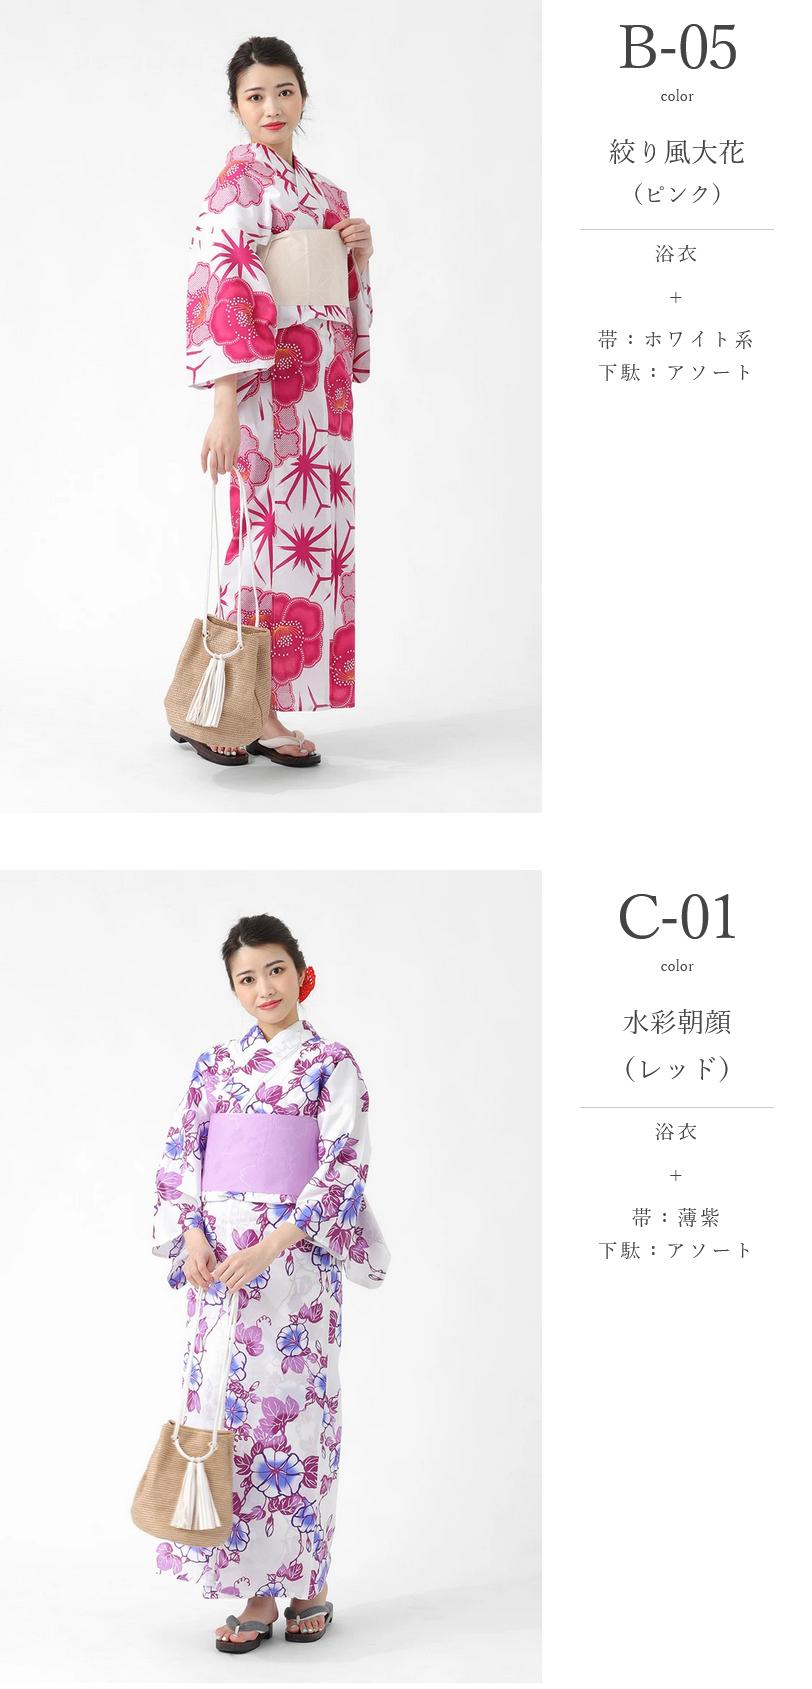 B-05
color
絞り風大花
（ピンク）
浴衣
+
帯：ホワイト系
下駄：アソート
C-01
color
水彩朝顔
（レッド）
浴衣
+
帯：薄紫
下駄：アソート